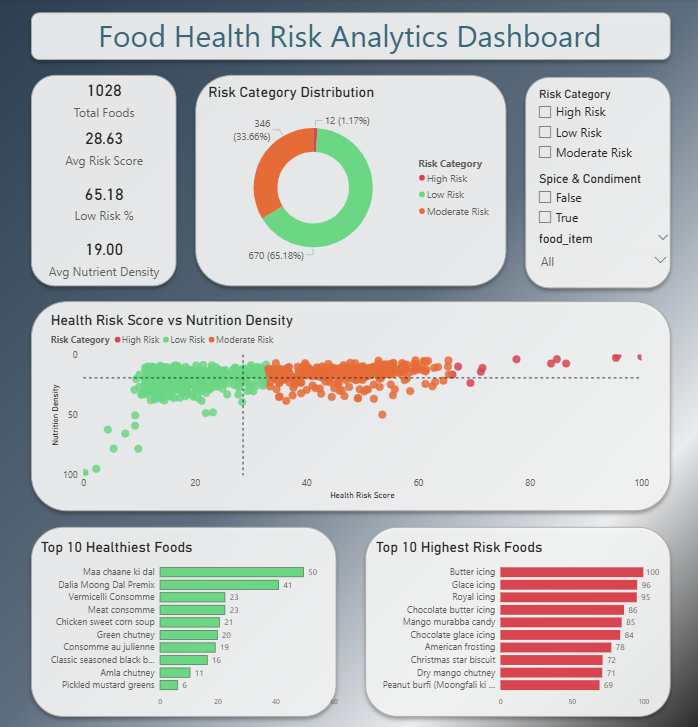 Food Health Risk Analytics Dashboard
1028
Total Foods
28.63
Avg Risk Score
65.18
Low Risk %
19.00
Avg Nutrient Density
Risk Category Distribution
346
(33.66%)
12 (1.17%)
670 (65.18%)
Risk Category
High Risk
Low Risk
Moderate Risk
Risk Category
High Risk
Low Risk
Moderate Risk
Spice & Condiment
False
True
food_item
All
Health Risk Score vs Nutrition Density
Risk Category High Risk Low Risk Moderate Risk
Nutrition Density
0
50
100
0 20 40 60 80 100
Health Risk Score
Top 10 Healthiest Foods
Maa chaane ki dal 50
Dalia Moong Dal Premix 41
Vermicelli Consomme 23
Meat consomme 23
Chicken sweet corn soup 21
Green chutney 20
Consomme au julienne 19
Classic seasoned black b... 16
Amla chutney 11
Pickled mustard greens 6
0 20 40 60
Top 10 Highest Risk Foods
Butter icing 100
Glace icing 96
Royal icing 95
Chocolate butter icing 86
Mango murabba candy 85
Chocolate glace icing 84
American frosting 78
Christmas star biscuit 72
Dry mango chutney 71
Peanut burfi (Moongfali ki ... 69
0 50 100